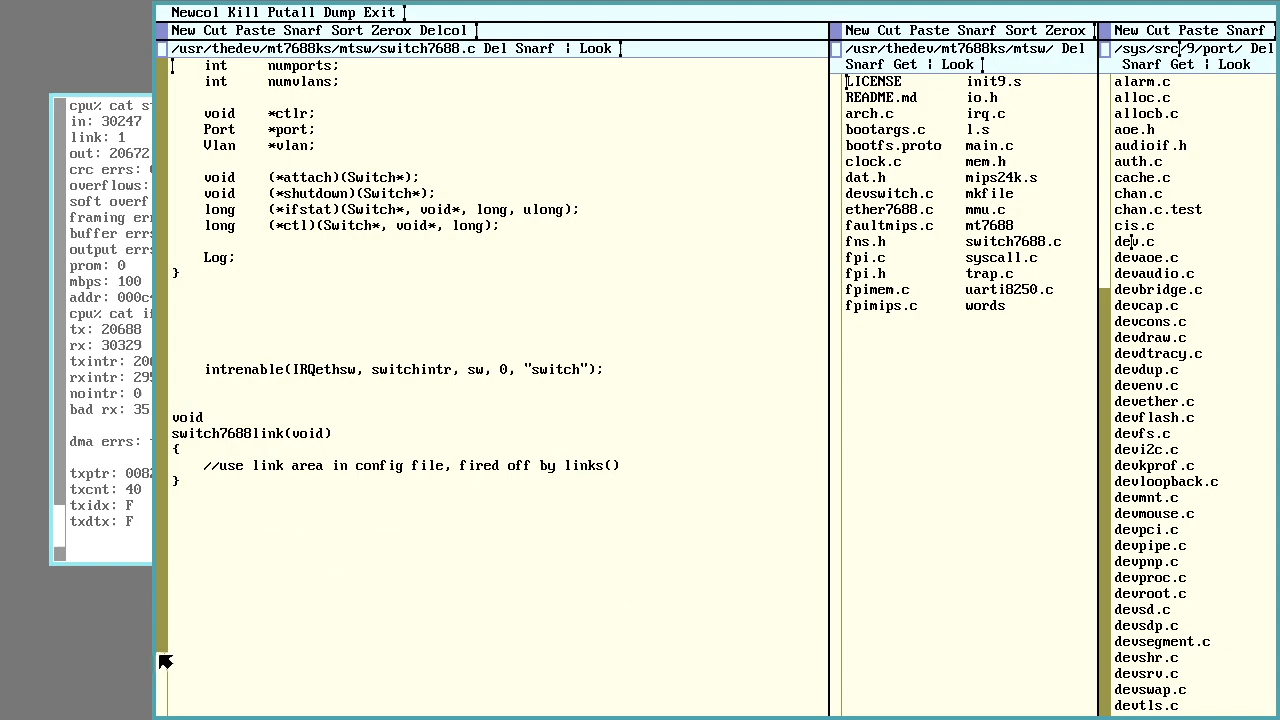 Newcol Kill Putall Dump Exit
New Cut Paste Snarf Sort Zerox Delcol
/usr/thedev/mt7688ks/mtsw/switch7688.c Del Snarf | Look
int numports;
int numvlans;
void *ctlr;
Port *port;
Vlan *vlan;
void (*attach)(Switch*);
void (*shutdown)(Switch*);
long (*ifstat)(Switch*, void*, long, ulong);
long (*ctl)(Switch*, void*, long);
Log;
}
intrenable(IRQethsw, switchintr, sw, 0, "switch");
void
switch7688link(void)
{
//use link area in config file, fired off by links()
}
New Cut Paste Snarf Sort Zerox
/usr/thedev/mt7688ks/mtsw/ Del
Snarf Get | Look
LICENSE init9.s
README.md io.h
arch.c irq.c
bootargs.c l.s
bootfs.proto main.c
clock.c mem.h
dat.h mips24k.s
devswitch.c mkfile
ether7688.c mmu.c
faultmips.c mt7688
fns.h switch7688.c
fpi.c syscall.c
fpi.h trap.c
fpimem.c uarti8250.c
fpimips.c words
New Cut Paste Snarf
/sys/src/9/port/ Del
Snarf Get | Look
alarm.c
alloc.c
allocb.c
aoe.h
audioif.h
auth.c
cache.c
chan.c
chan.c.test
cis.c
dev.c
devaoe.c
devaudio.c
devbridge.c
devcap.c
devcons.c
devdraw.c
devdtracy.c
devdup.c
devenv.c
devether.c
devflash.c
devfs.c
devi2c.c
devkprof.c
devloopback.c
devmnt.c
devmouse.c
devpci.c
devpipe.c
devpnp.c
devproc.c
devroot.c
devsd.c
devsdp.c
devsegment.c
devshr.c
devsrv.c
devswap.c
devtls.c
cpu% cat
in: 30247
link: 1
out: 20672
crc errs:
overflows:
soft overf
framing err
buffer err
output errs
prom: 0
mbps: 100
addr: 000c
cpu% cat
tx: 20688
rx: 30329
txintr: 20
rxintr: 29
nointr: 0
bad rx: 35
dma errs:
txptr: 008
txcnt: 40
txidx: F
txdtx: F